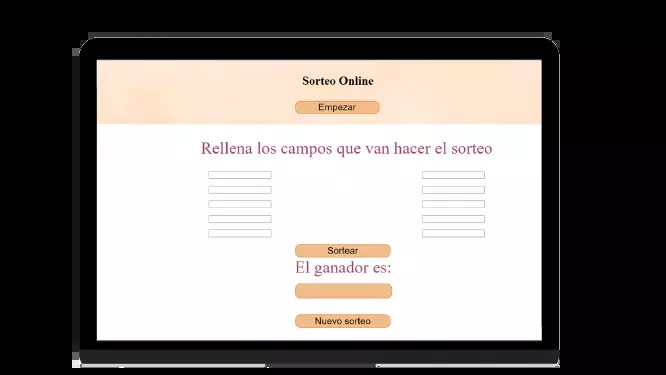 Sorteo Online
Empezar
Rellena los campos que van hacer el sorteo
Sortear
El ganador es:
Nuevo sorteo